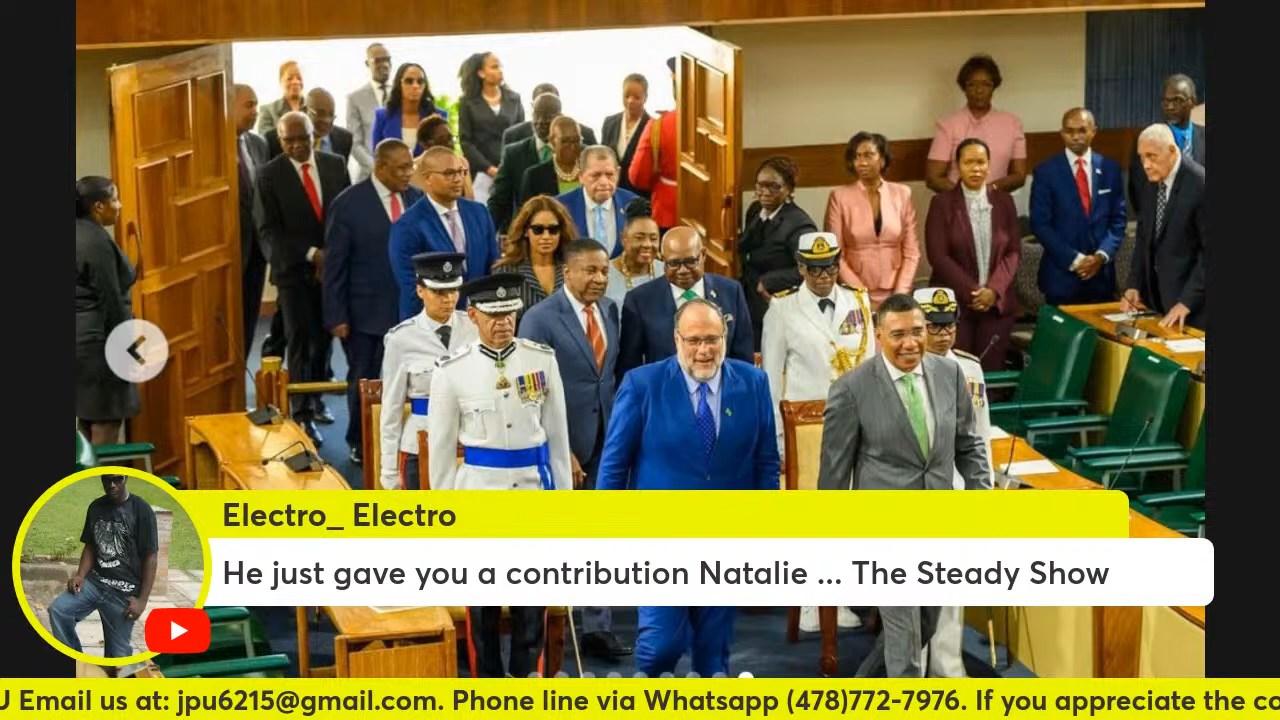 Electro_ Electro
He just gave you a contribution Natalie ... The Steady Show
J Email us at: jpu6215@gmail.com. Phone line via Whatsapp (478)772-7976. If you appreciate the co